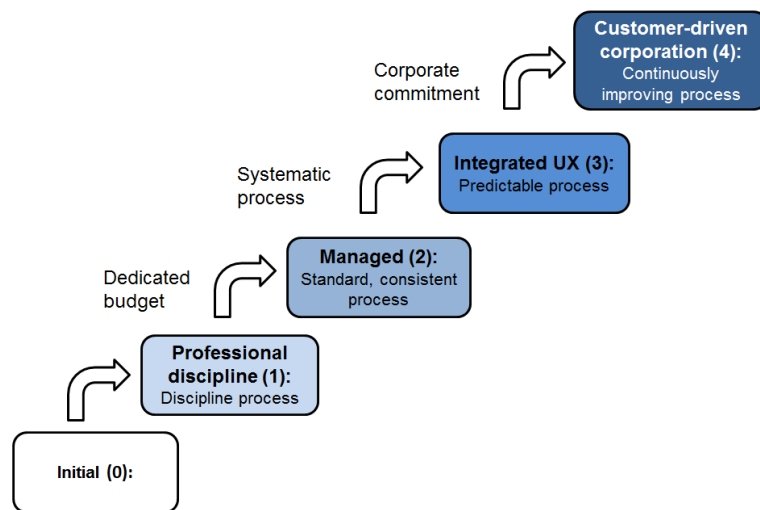 Customer-driven
corporation (4):
Continuously
improving process
Corporate
commitment
Integrated UX (3):
Predictable process
Systematic
process
Managed (2):
Standard, consistent
process
Dedicated
budget
Professional
discipline (1):
Discipline process
Initial (0):